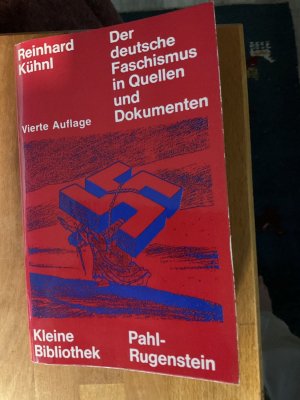 Reinhard
Kühnl
Der
deutsche
Faschismus
in Quellen
und
Dokumenten
Vierte Auflage
Kleine
Bibliothek
Pahl-
Rugenstein